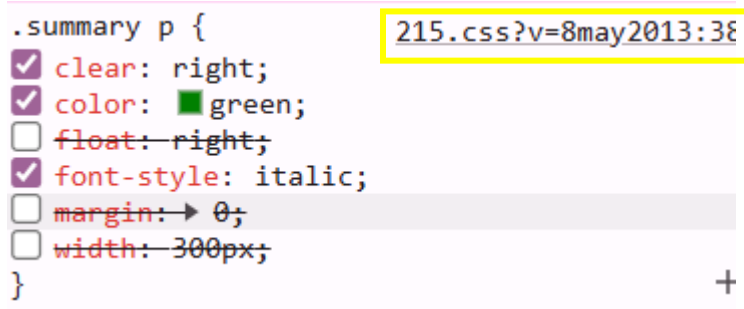 .summary p {
215.css?v=8may2013:38
clear: right;
color: green;
float: right;
font-style: italic;
margin: 0;
width: 300px;
}
+